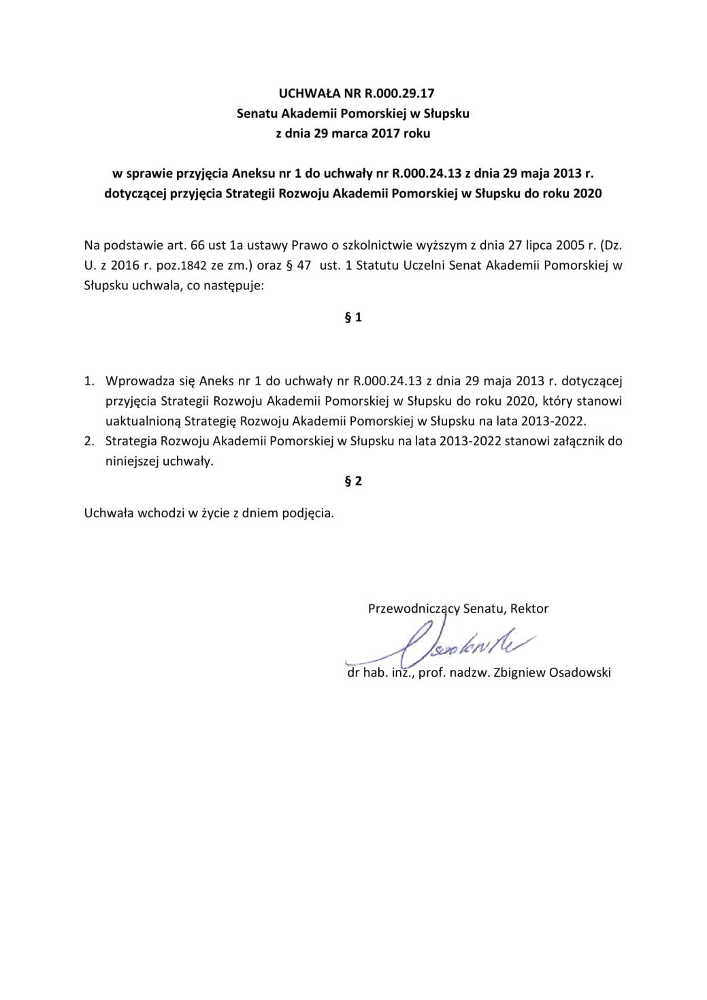 UCHWAŁA NR R.000.29.17
Senatu Akademii Pomorskiej w Słupsku
z dnia 29 marca 2017 roku
w sprawie przyjęcia Aneksu nr 1 do uchwały nr R.000.24.13 z dnia 29 maja 2013 r.
dotyczącej przyjęcia Strategii Rozwoju Akademii Pomorskiej w Słupsku do roku 2020
Na podstawie art. 66 ust 1a ustawy Prawo o szkolnictwie wyższym z dnia 27 lipca 2005 r. (Dz.
U. z 2016 r. poz.1842 ze zm.) oraz § 47 ust. 1 Statutu Uczelni Senat Akademii Pomorskiej w
Słupsku uchwala, co następuje:
§ 1
1. Wprowadza się Aneks nr 1 do uchwały nr R.000.24.13 z dnia 29 maja 2013 r. dotyczącej
przyjęcia Strategii Rozwoju Akademii Pomorskiej w Słupsku do roku 2020, który stanowi
uaktualnioną Strategię Rozwoju Akademii Pomorskiej w Słupsku na lata 2013-2022.
2. Strategia Rozwoju Akademii Pomorskiej w Słupsku na lata 2013-2022 stanowi załącznik do
niniejszej uchwały.
§ 2
Uchwała wchodzi w życie z dniem podjęcia.
Przewodniczący Senatu, Rektor
dr hab. inż., prof. nadzw. Zbigniew Osadowski